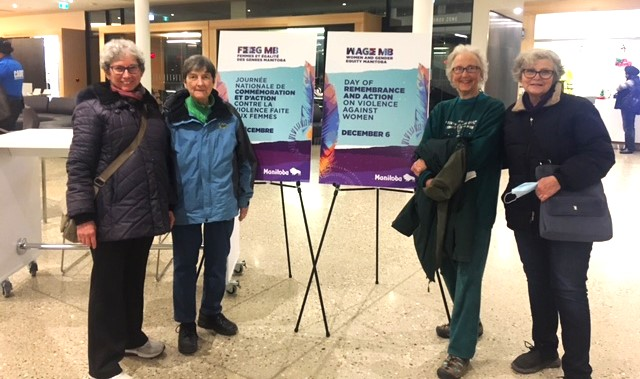 FEEG MB
FEMMES ET ÉGALITÉ
DES GENRES MANITOBA
JOURNÉE
NATIONALE DE
COMMÉMORATION
ET D'ACTION
CONTRE LA
VIOLENCE FAITE
AUX FEMMES
DÉCEMBRE
Manitoba
WAGE MB
WOMEN AND GENDER
EQUITY MANITOBA
DAY OF
REMEMBRANCE
AND ACTION ON
VIOLENCE
AGAINST
WOMEN
DECEMBER 6
Manitoba